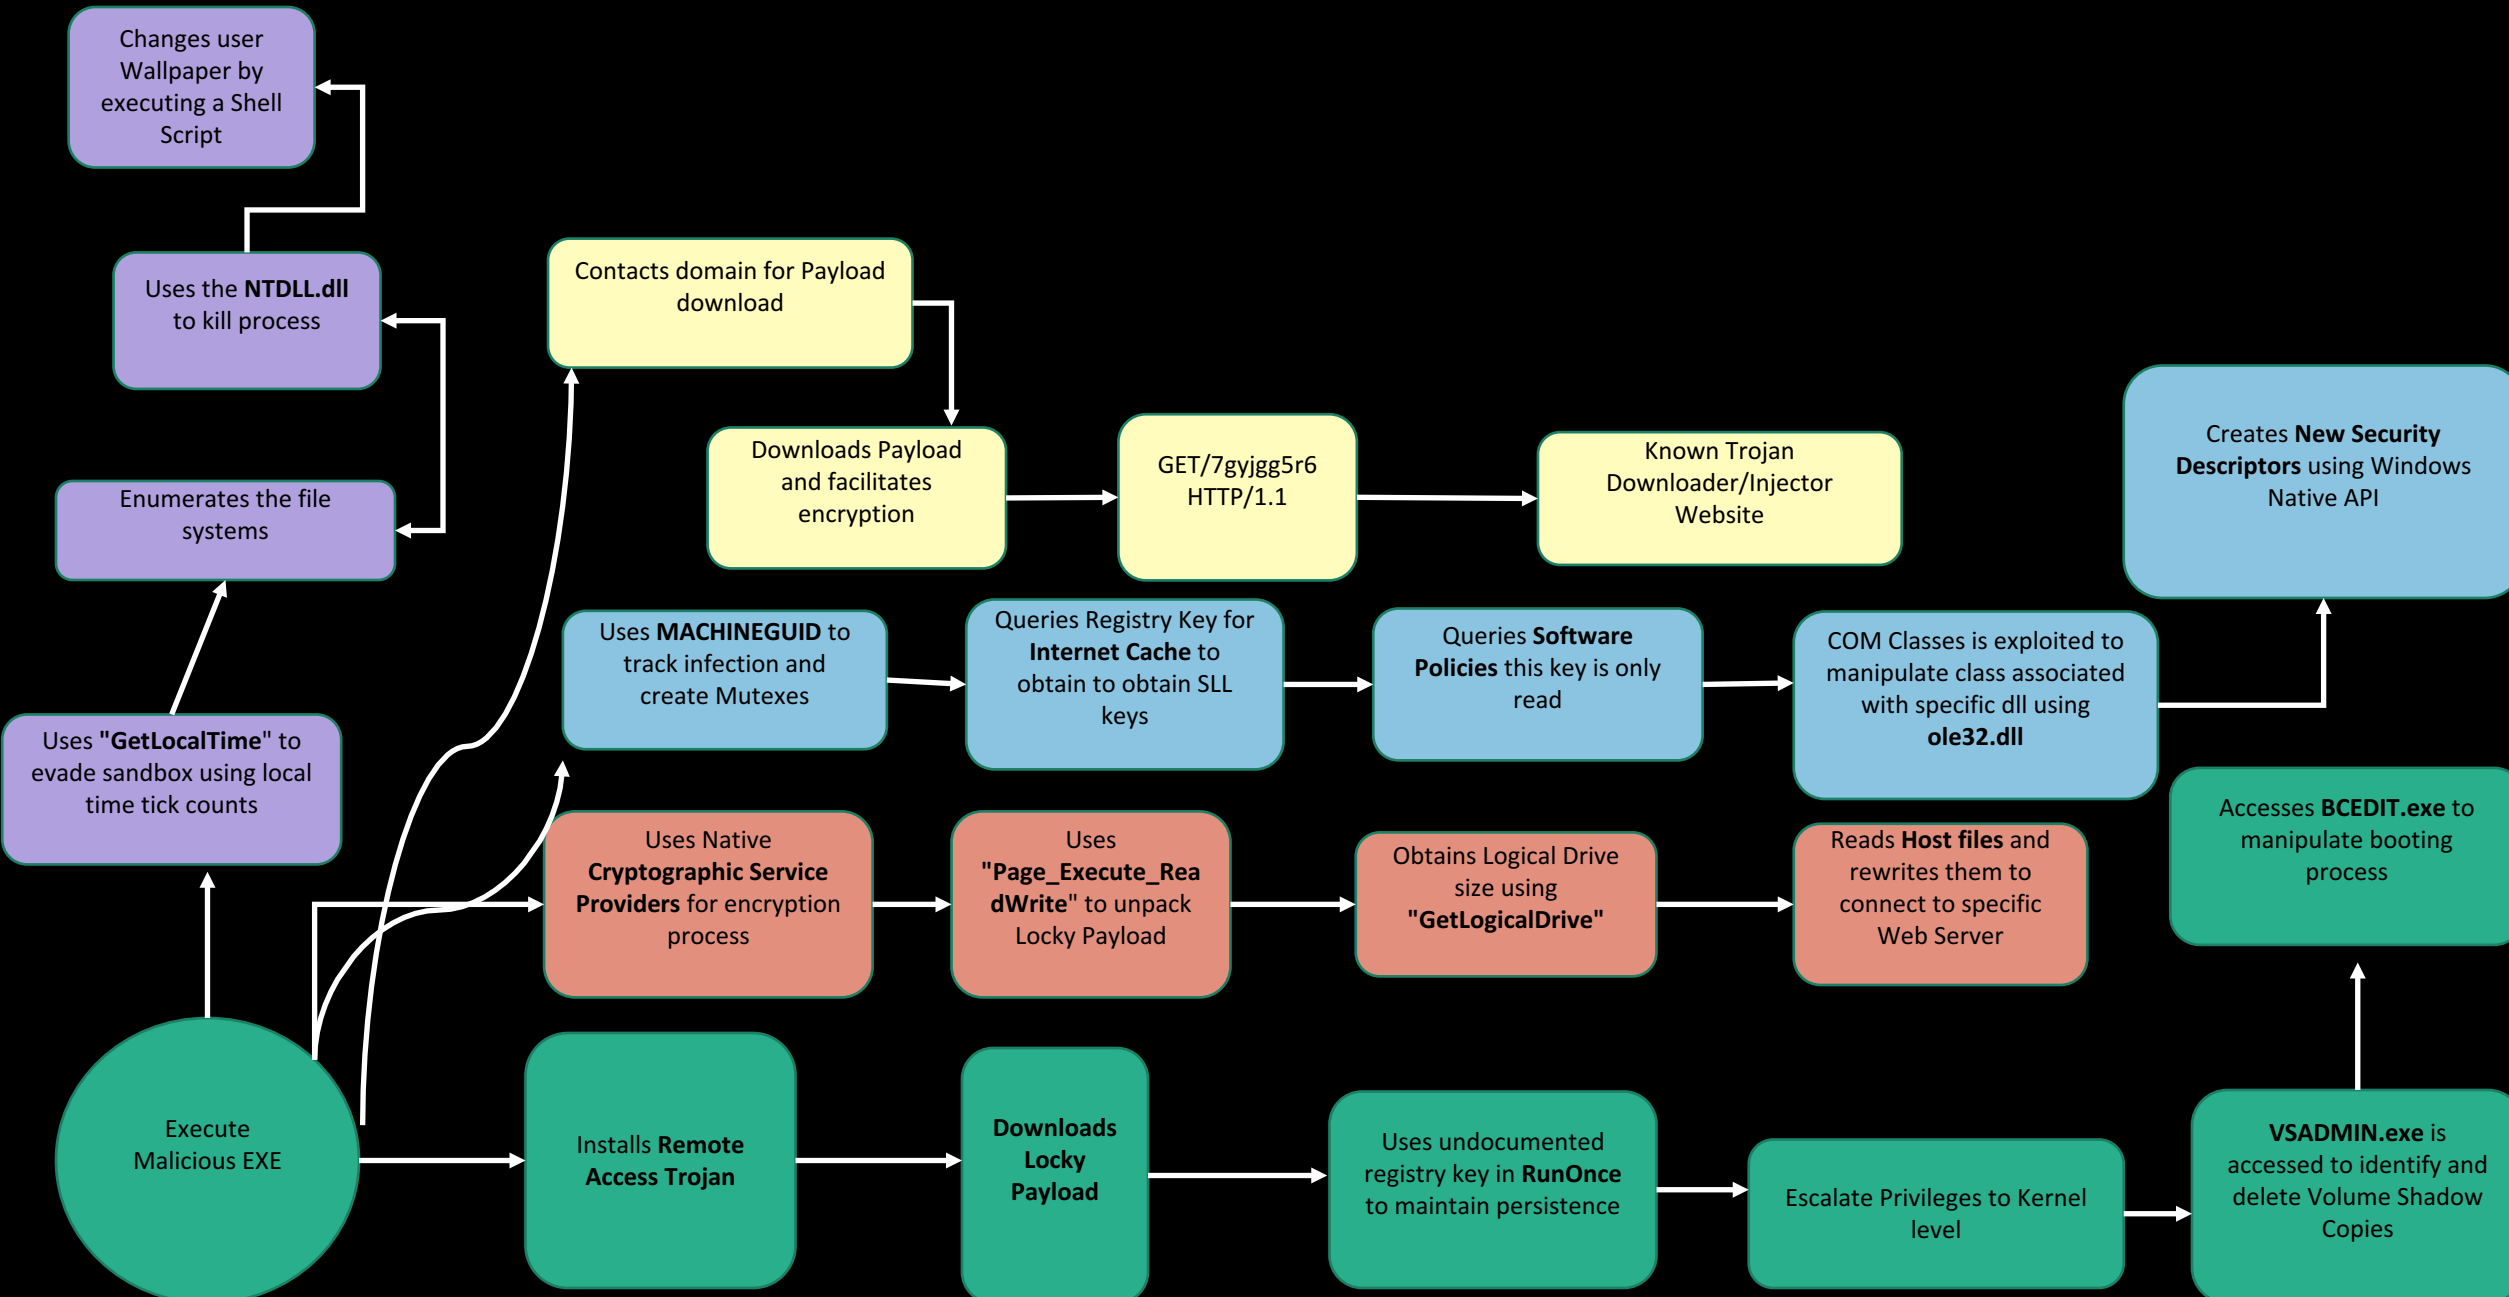 Changes user
Wallpaper by
executing a Shell
Script
Uses the NTDLL.dll
to kill process
Enumerates the file
systems
Uses "GetLocalTime" to
evade sandbox using local
time tick counts
Execute
Malicious EXE
Contacts domain for Payload
download
Downloads Payload
and facilitates
encryption
GET/7gyjgg5r6
HTTP/1.1
Known Trojan
Downloader/Injector
Website
Uses MACHINEGUID to
track infection and
create Mutexes
Queries Registry Key for
Internet Cache to
obtain to obtain SLL
keys
Queries Software
Policies this key is only
read
COM Classes is exploited to
manipulate class associated
with specific dll using
ole32.dll
Creates New Security
Descriptors using Windows
Native API
Uses Native
Cryptographic Service
Providers for encryption
process
Uses
"Page_Execute_Rea
dWrite" to unpack
Locky Payload
Obtains Logical Drive
size using
"GetLogicalDrive"
Reads Host files and
rewrites them to
connect to specific
Web Server
Installs Remote
Access Trojan
Downloads
Locky
Payload
Uses undocumented
registry key in RunOnce
to maintain persistence
Escalate Privileges to Kernel
level
VSADMIN.exe is
accessed to identify and
delete Volume Shadow
Copies
Accesses BCEDIT.exe to
manipulate booting
process